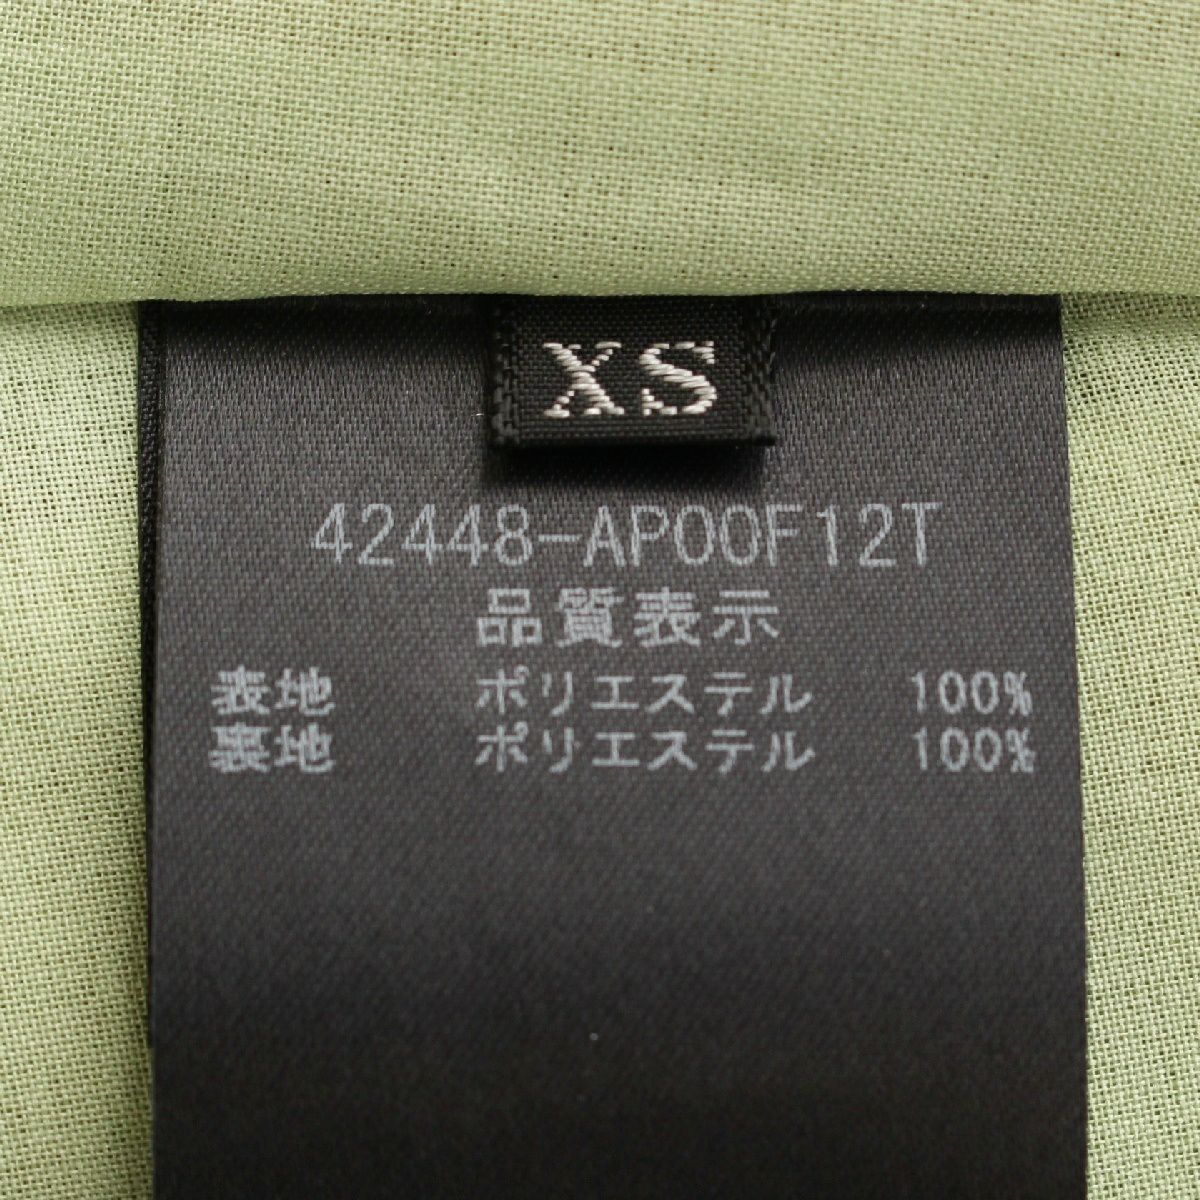 XS
42448-AP00F12T
品質表示
表地 ポリエステル 100%
裏地 ポリエステル 100%